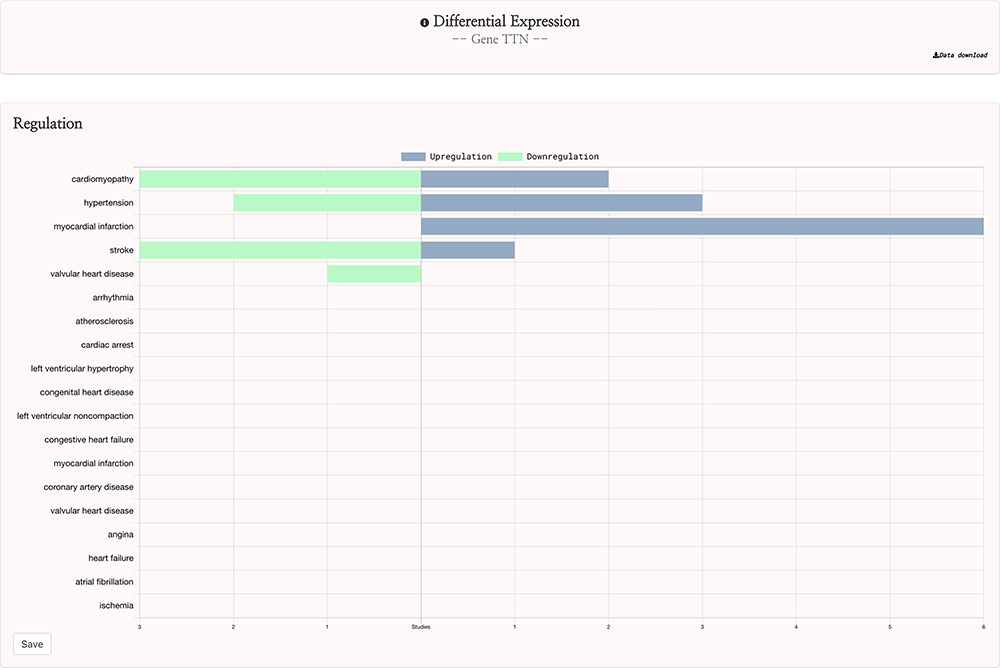 Differential Expression
-- Gene TTN --
Data download
Regulation
Upregulation Downregulation
cardiomyopathy
hypertension
myocardial infarction
stroke
valvular heart disease
arrhythmia
atherosclerosis
cardiac arrest
left ventricular hypertrophy
congenital heart disease
left ventricular noncompaction
congestive heart failure
myocardial infarction
coronary artery disease
valvular heart disease
angina
heart failure
atrial fibrillation
ischemia
3 2 1 Studies 1 2 3 4 5 6
Save